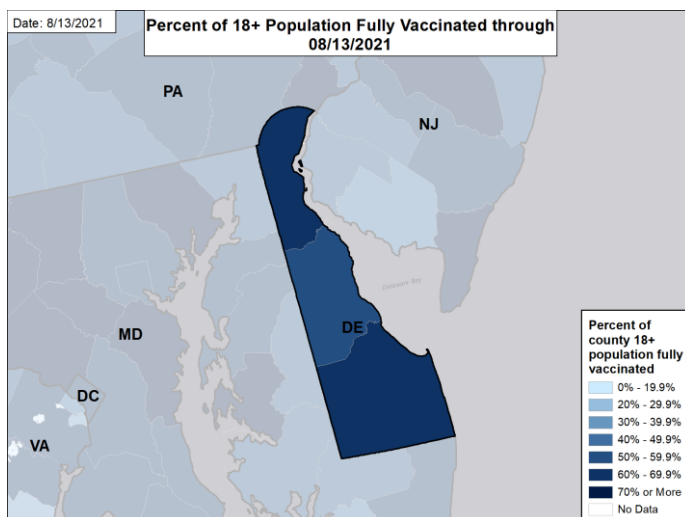 Date: 8/13/2021
Percent of 18+ Population Fully Vaccinated through
08/13/2021
PA
NJ
Delaware Bay
DE
MD
DC
VA
Percent of
county 18+
population fully
vaccinated
0% - 19.9%
20% - 29.9%
30% - 39.9%
40% - 49.9%
50% - 59.9%
60% - 69.9%
70% or More
No Data